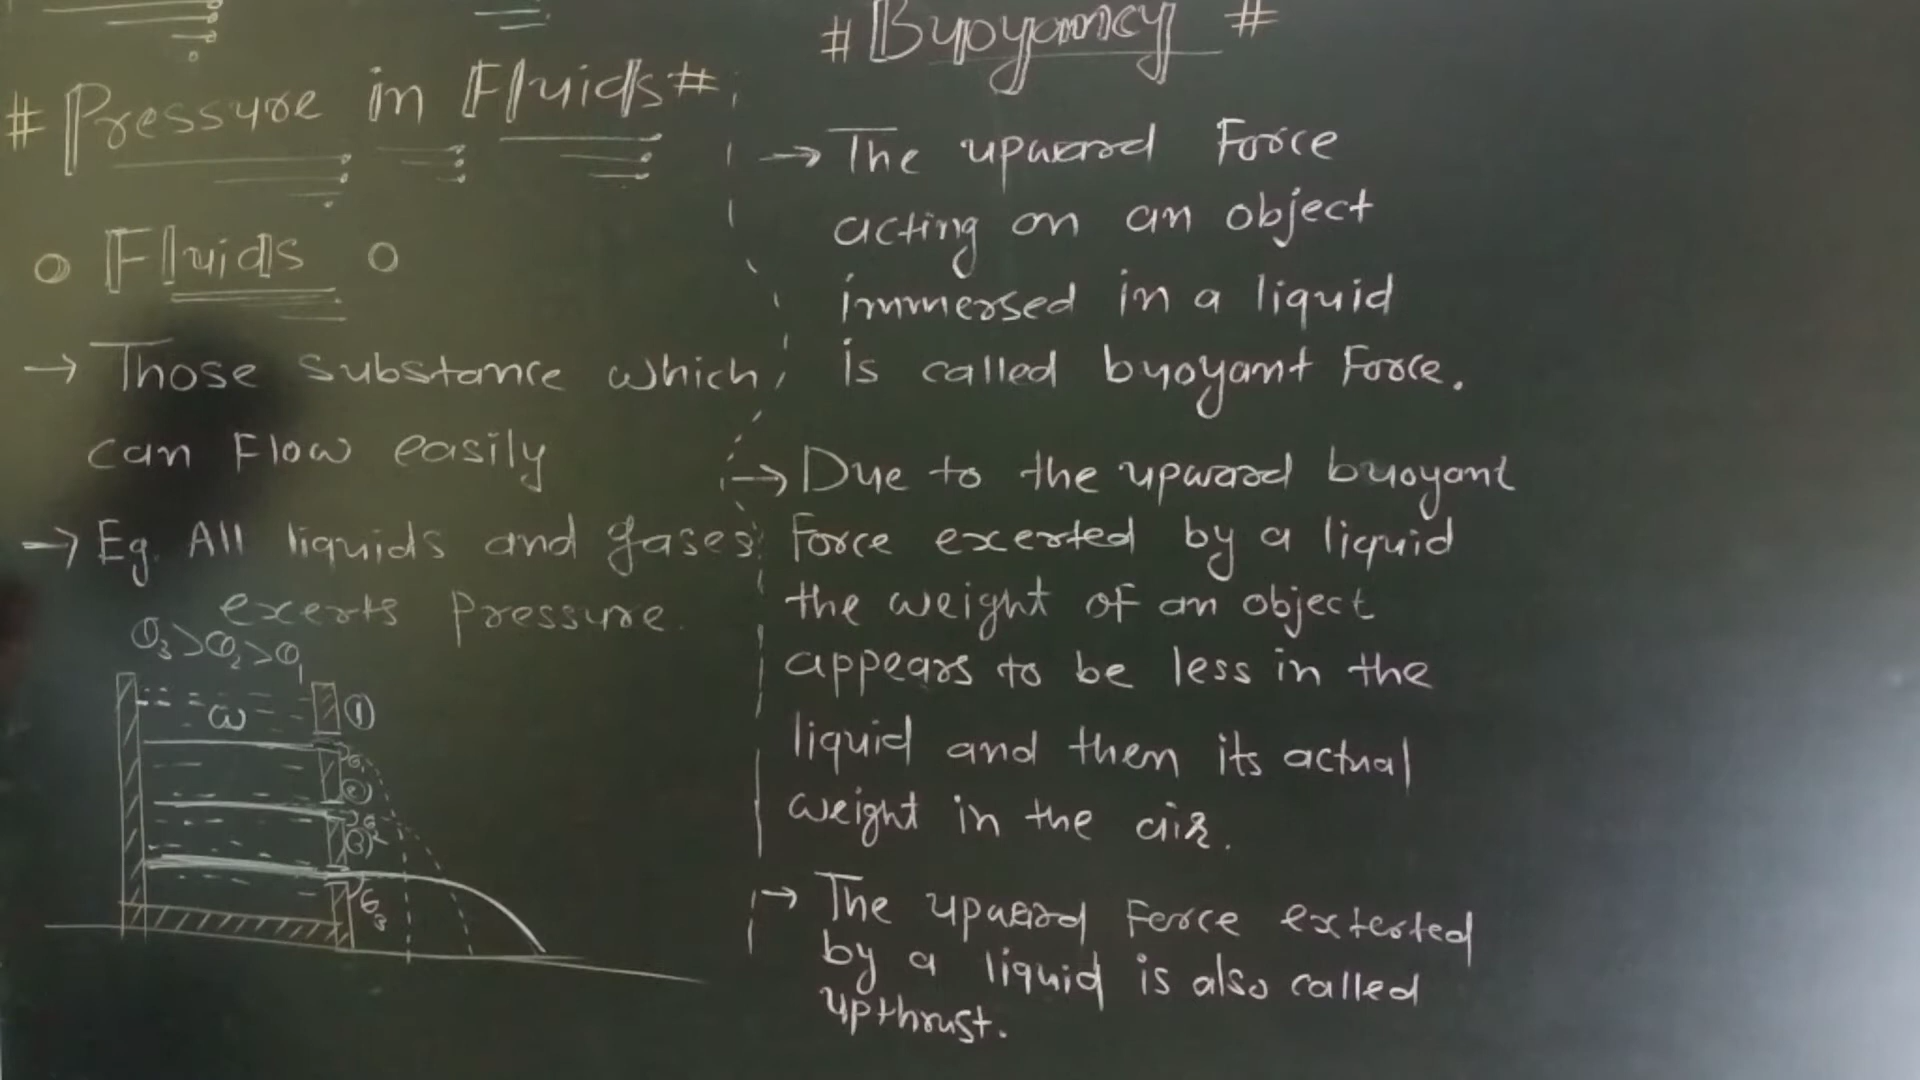 # Pressure in Fluids #
o Fluids o
→ Those substance which
can Flow easily
→ Eg. All liquids and gases
exerts Pressure.
ω
①
②
③
# Buoyancy #
→ The upward Force
acting on an object
immersed in a liquid
is called buoyant Force.
→ Due to the upward buoyant
Force exerted by a liquid
the weight of an object
appears to be less in the
liquid and then its actual
weight in the air.
→ The upward Force exterted
by a liquid is also called
upthrust.